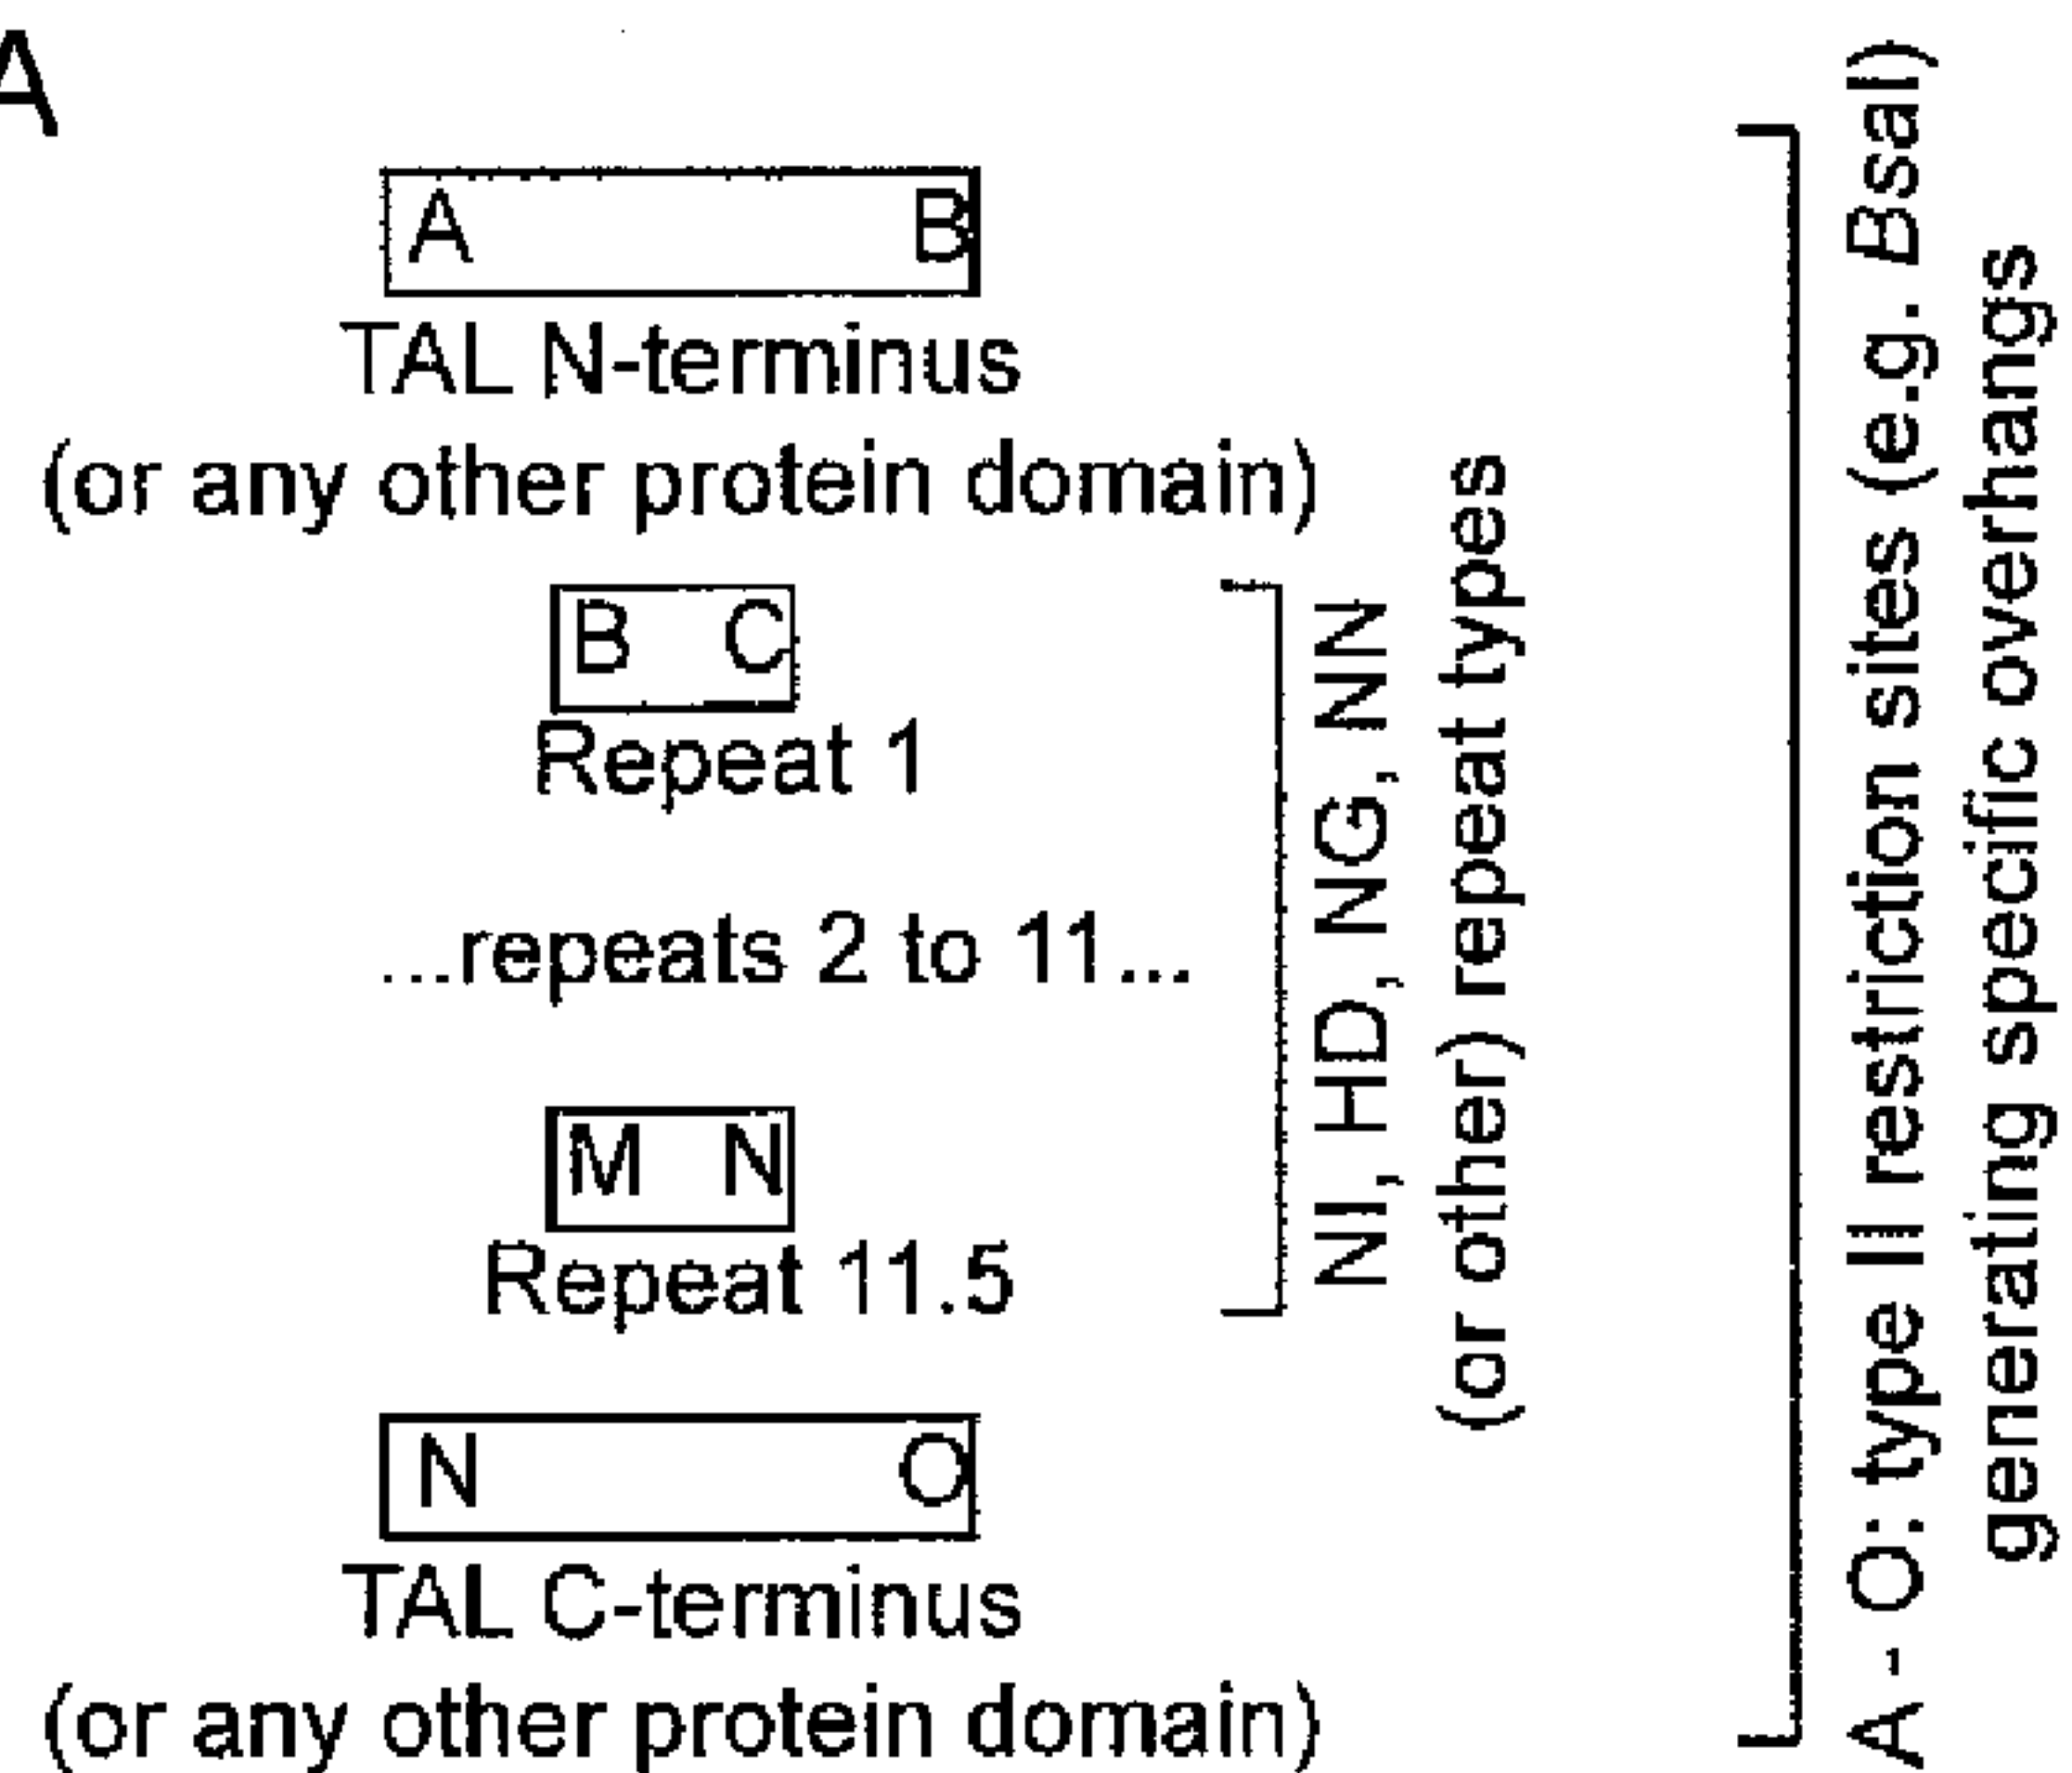 A
A B
TAL N-terminus
(or any other protein domain)
B C
Repeat 1
...repeats 2 to 11...
M N
Repeat 11.5
N O
TAL C-terminus
(or any other protein domain)
NI, HD, NG, NN
(or other) repeat types
A - O: type II restriction sites (e.g. BsaI)
generating specific overhangs